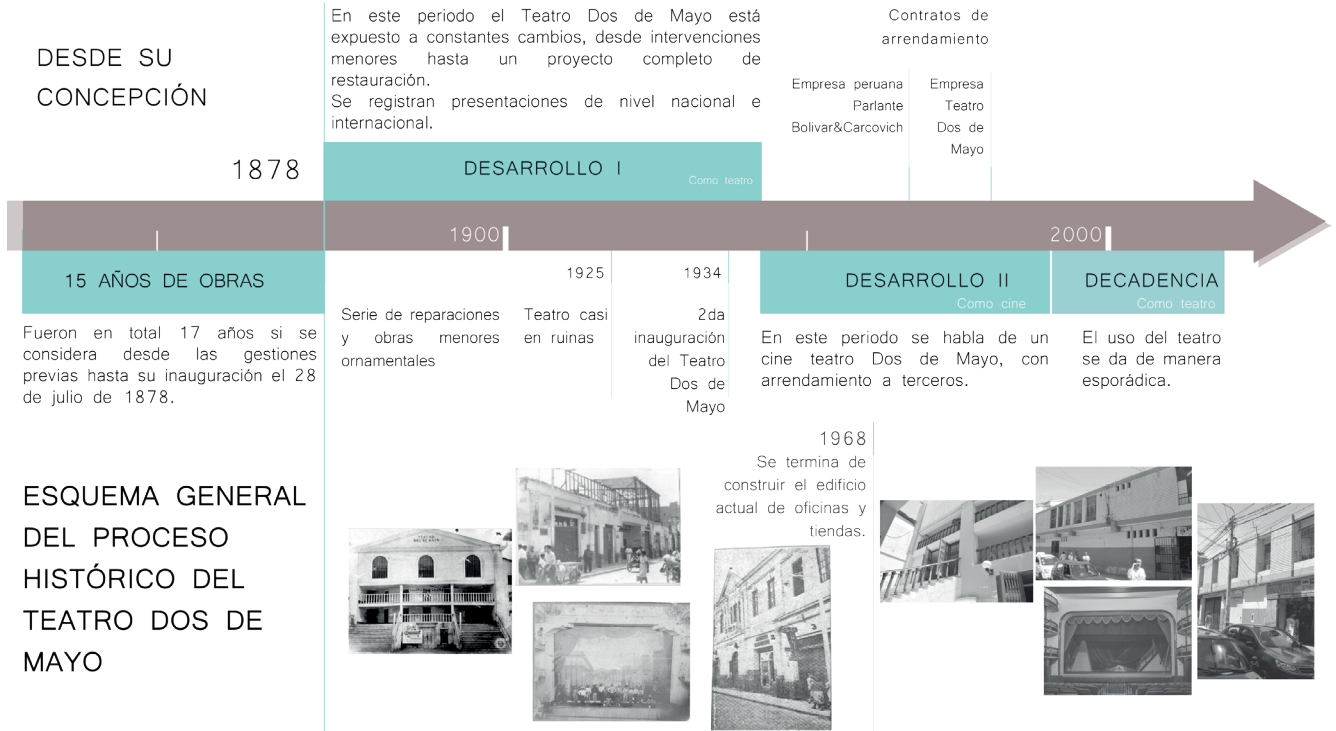 DESDE SU
CONCEPCIÓN
1878
En este periodo el Teatro Dos de Mayo está
expuesto a constantes cambios, desde intervenciones
menores hasta un proyecto completo de
restauración.
Se registran presentaciones de nivel nacional e
internacional.
DESARROLLO I
Como teatro
Contratos de
arrendamiento
Empresa peruana
Parlante
Bolivar&Carcovich
Empresa
Teatro
Dos de
Mayo
1900
2000
15 AÑOS DE OBRAS
Fueron en total 17 años si se
considera desde las gestiones
previas hasta su inauguración el 28
de julio de 1878.
Serie de reparaciones
y obras menores
ornamentales
1925
Teatro casi
en ruinas
1934
2da
inauguración
del Teatro
Dos de
Mayo
DESARROLLO II
Como cine
En este periodo se habla de un
cine teatro Dos de Mayo, con
arrendamiento a terceros.
DECADENCIA
Como teatro
El uso del teatro
se da de manera
esporádica.
1968
Se termina de
construir el edificio
actual de oficinas y
tiendas.
ESQUEMA GENERAL
DEL PROCESO
HISTÓRICO DEL
TEATRO DOS DE
MAYO